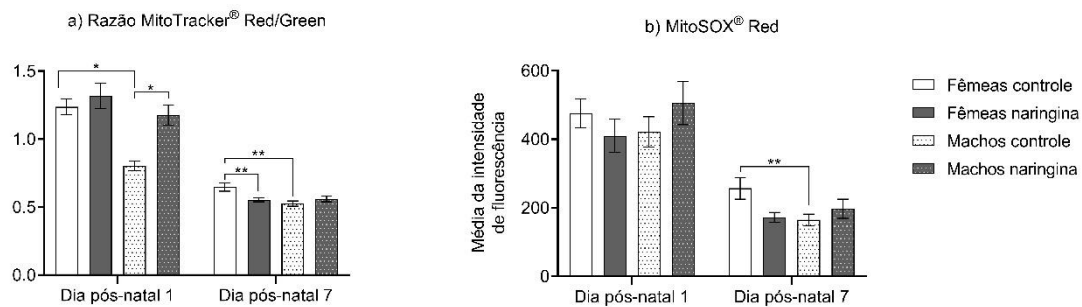 a) Razão MitoTracker® Red/Green
1.5
1.0
0.5
0.0
*
*
**
**
Dia pós-natal 1
Dia pós-natal 7
b) MitoSOX® Red
Média da intensidade
de fluorescência
600
400
200
0
**
Dia pós-natal 1
Dia pós-natal 7
Fêmeas controle
Fêmeas naringina
Machos controle
Machos naringina